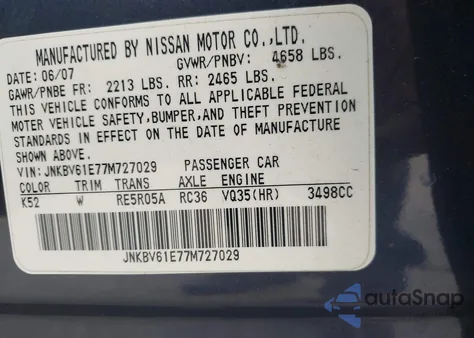 MANUFACTURED BY NISSAN MOTOR CO.,LTD.
DATE: 06/07 GVWR/PNBV: 4658 LBS.
GAWR/PNBE FR: 2213 LBS. RR: 2465 LBS.
THIS VEHICLE CONFORMS TO ALL APPLICABLE FEDERAL
MOTOR VEHICLE SAFETY,BUMPER,AND THEFT PREVENTION
STANDARDS IN EFFECT ON THE DATE OF MANUFACTURE
SHOWN ABOVE.
VIN:JNKBV61E77M727029 PASSENGER CAR
COLOR TRIM TRANS AXLE ENGINE
K52 W RE5R05A RC36 VQ35(HR) 3498CC
JNKBV61E77M727029
autoSnap